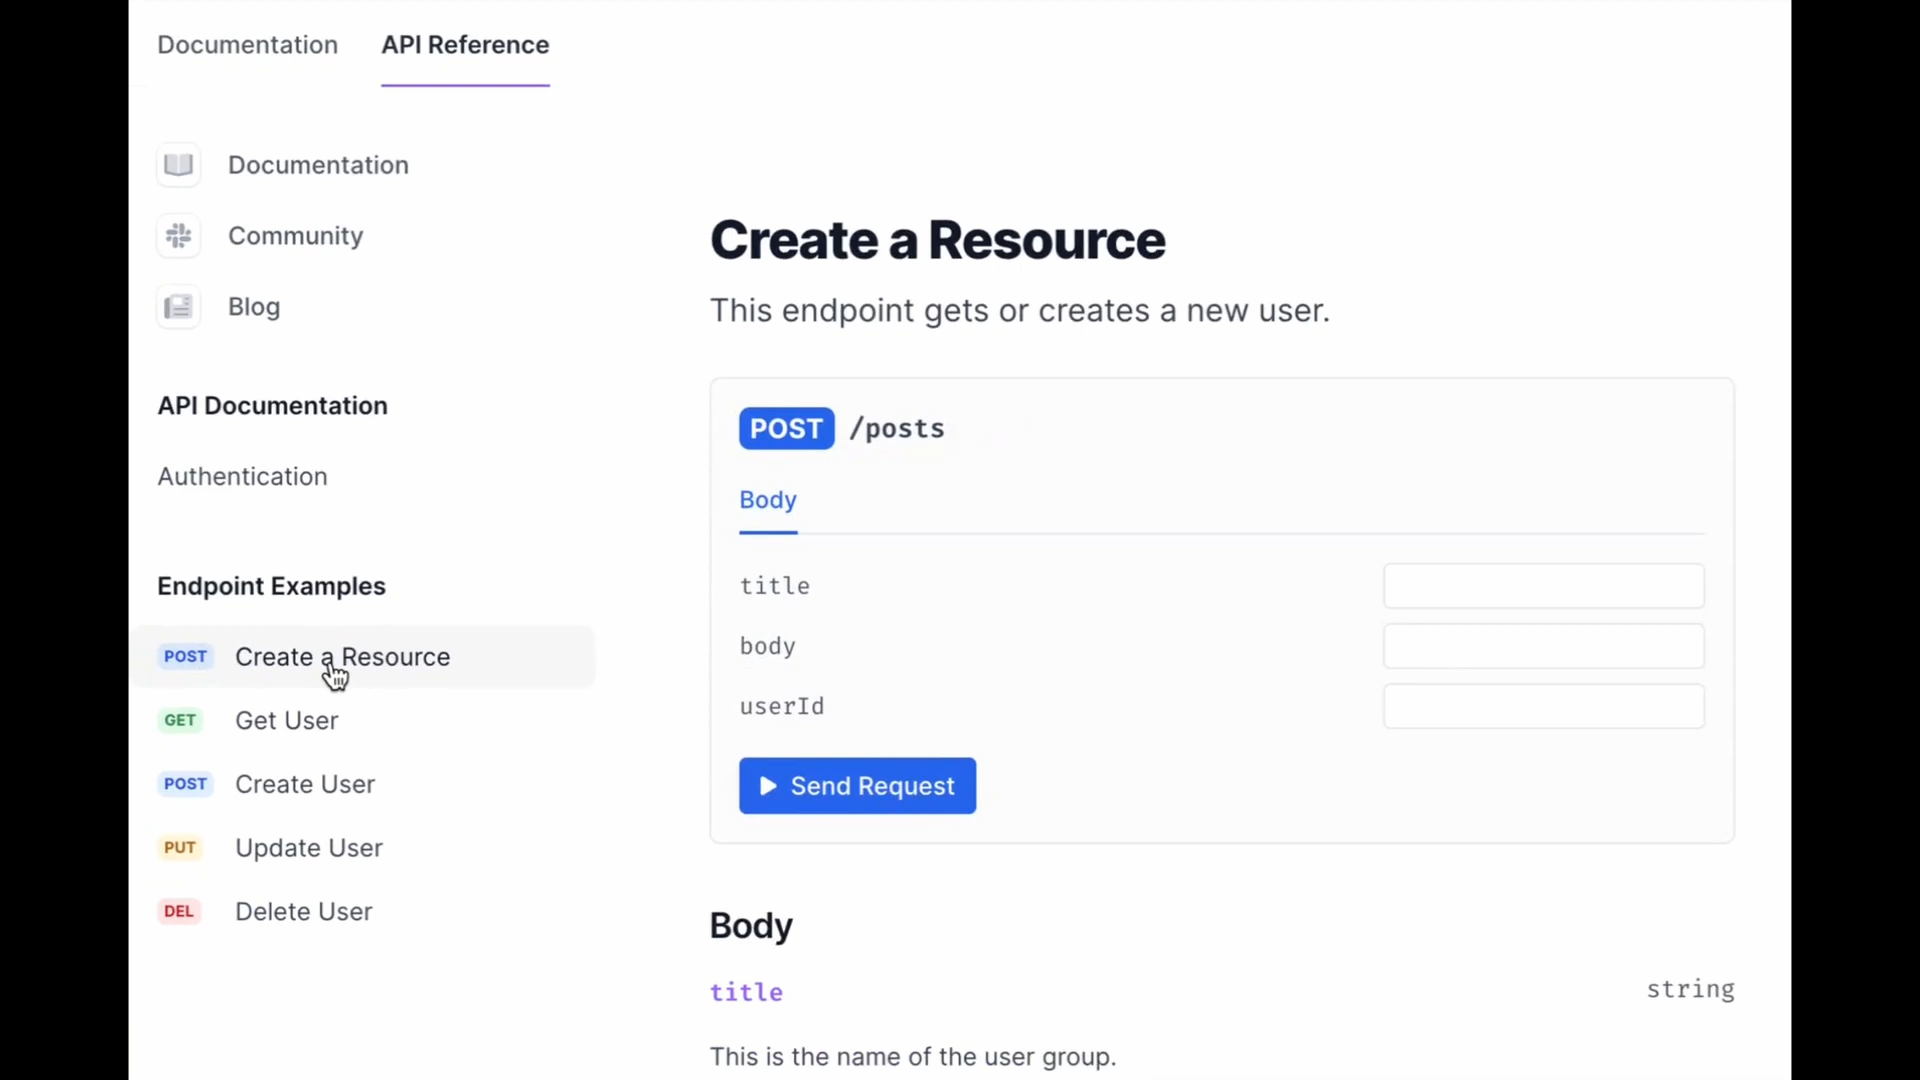 Documentation API Reference
Documentation
Community
Blog
API Documentation
Authentication
Endpoint Examples
POST Create a Resource
GET Get User
POST Create User
PUT Update User
DEL Delete User
Create a Resource
This endpoint gets or creates a new user.
POST /posts
Body
title
body
userId
Send Request
Body
title string
This is the name of the user group.